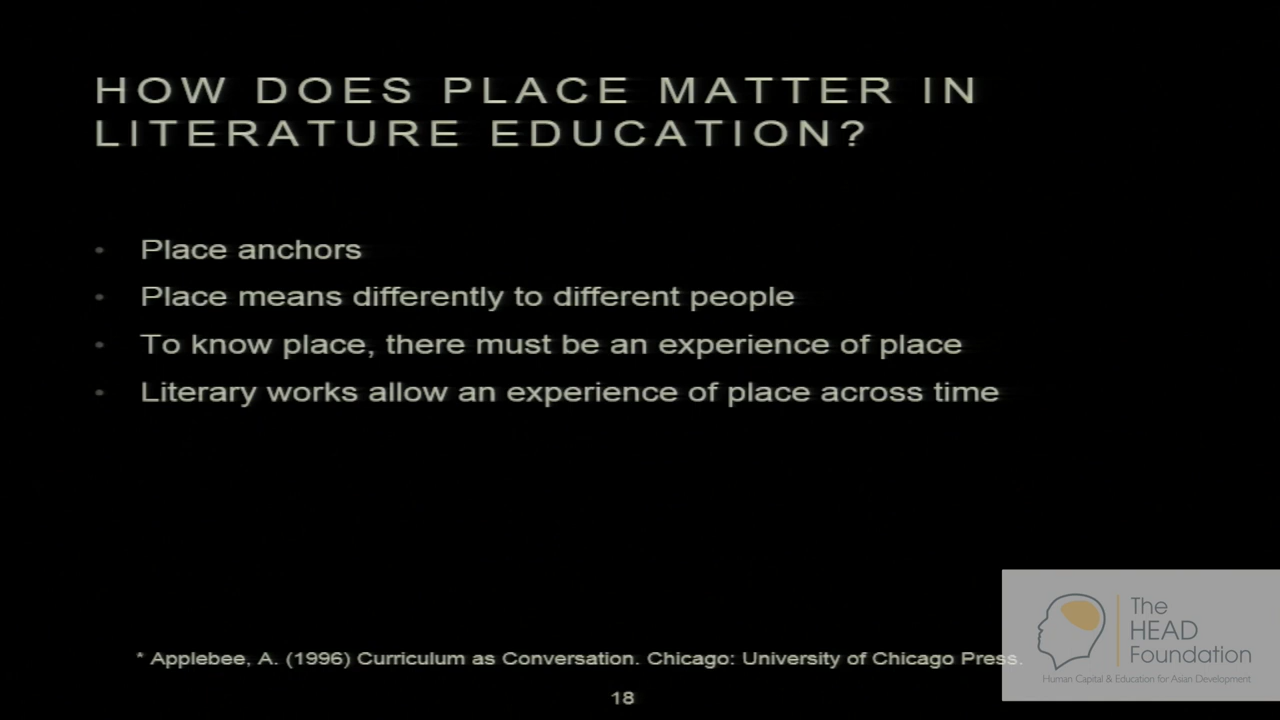 HOW DOES PLACE MATTER IN
LITERATURE EDUCATION?
• Place anchors
• Place means differently to different people
• To know place, there must be an experience of place
• Literary works allow an experience of place across time
* Applebee, A. (1996) Curriculum as Conversation. Chicago: University of Chicago Press.
18
The
HEAD
Foundation
Human Capital & Education for Asian Development